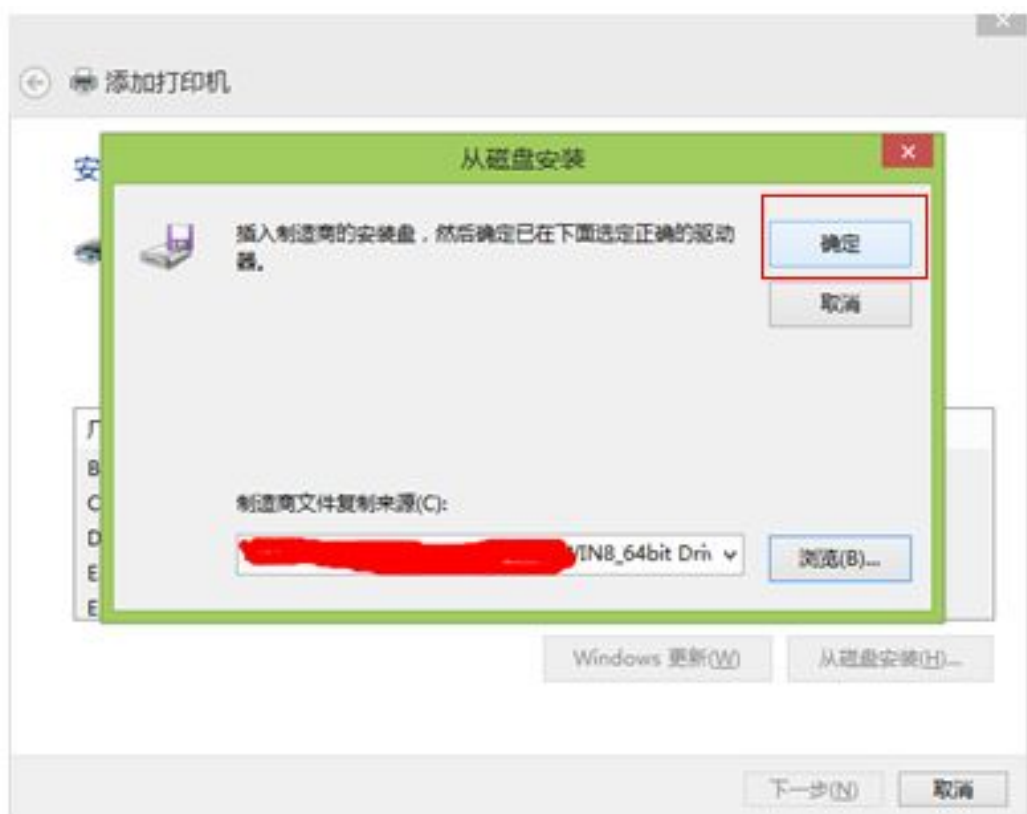 添加打印机
从磁盘安装
安
插入制造商的安装盘，然后确定已在下面选定正确的驱动
器。
确定
取消
厂
B
C
D
E
E
制造商文件复制来源(C):
WIN8_64bit Driv
浏览(B)...
Windows 更新(W)
从磁盘安装(H)...
下一步(N)
取消